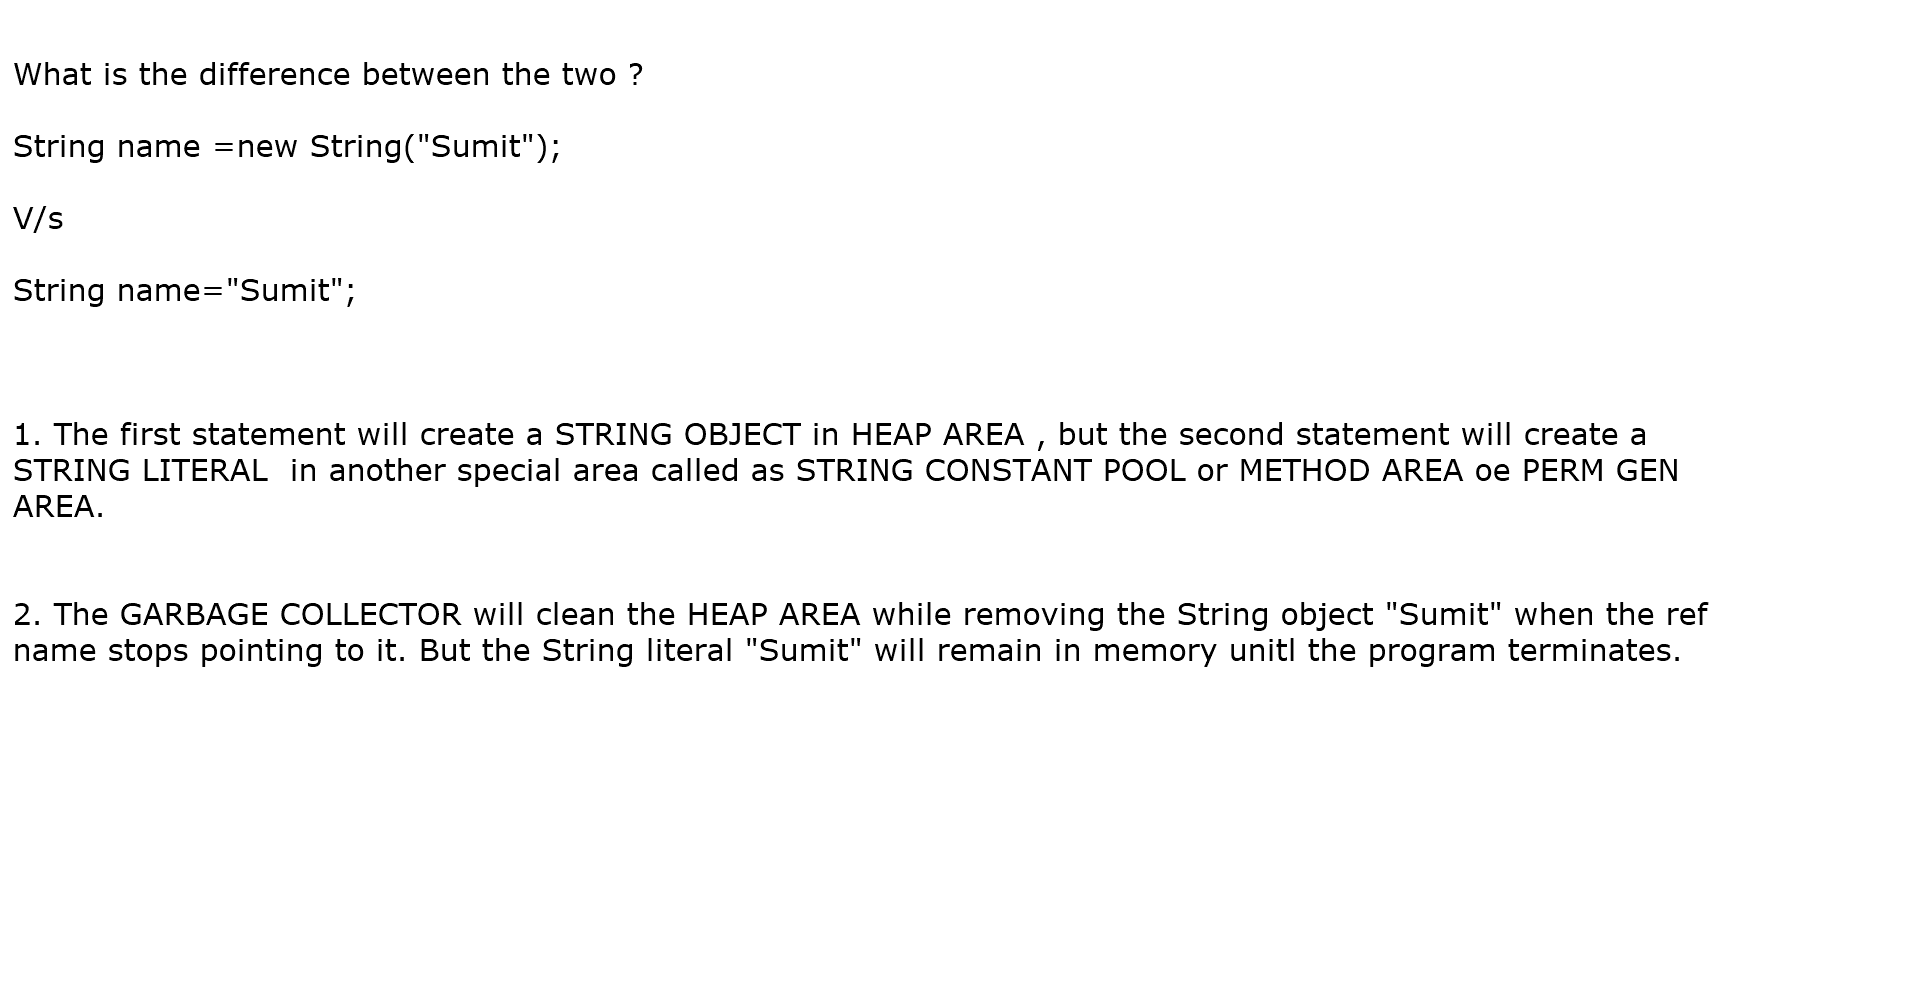 What is the difference between the two ?
String name =new String("Sumit");
V/s
String name="Sumit";
1. The first statement will create a STRING OBJECT in HEAP AREA , but the second statement will create a
STRING LITERAL  in another special area called as STRING CONSTANT POOL or METHOD AREA oe PERM GEN
AREA.
2. The GARBAGE COLLECTOR will clean the HEAP AREA while removing the String object "Sumit" when the ref
name stops pointing to it. But the String literal "Sumit" will remain in memory unitl the program terminates.